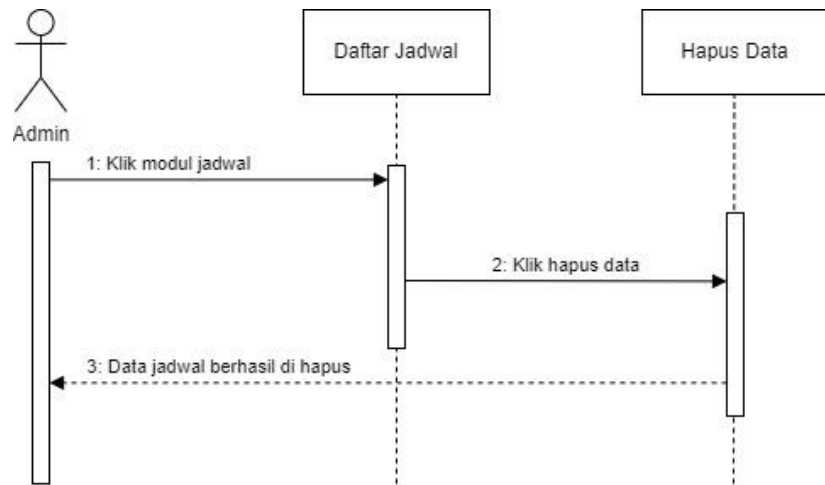 Daftar Jadwal
Hapus Data
Admin
1: Klik modul jadwal
2: Klik hapus data
3: Data jadwal berhasil di hapus